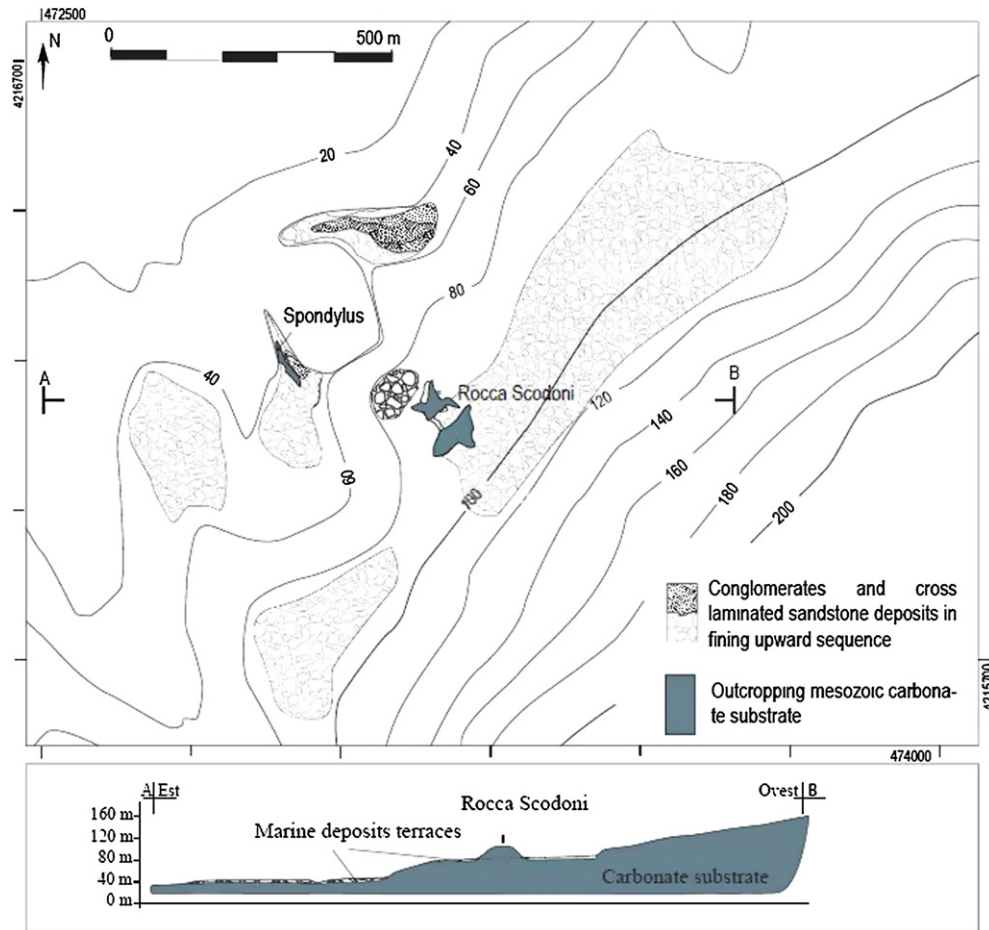 472500
N
0 500 m
4216700
20
40
60
80
Spondylus
A
40
Rocca Scodoni
B
120
140
60
160
100
180
200
Conglomerates and cross
laminated sandstone deposits in
fining upward sequence
Outcropping mesozoic carbona-
te substrate
4215700
474000
A Est
Rocca Scodoni
Ovest B
160 m
120 m
Marine deposits terraces
80 m
40 m
Carbonate substrate
0 m